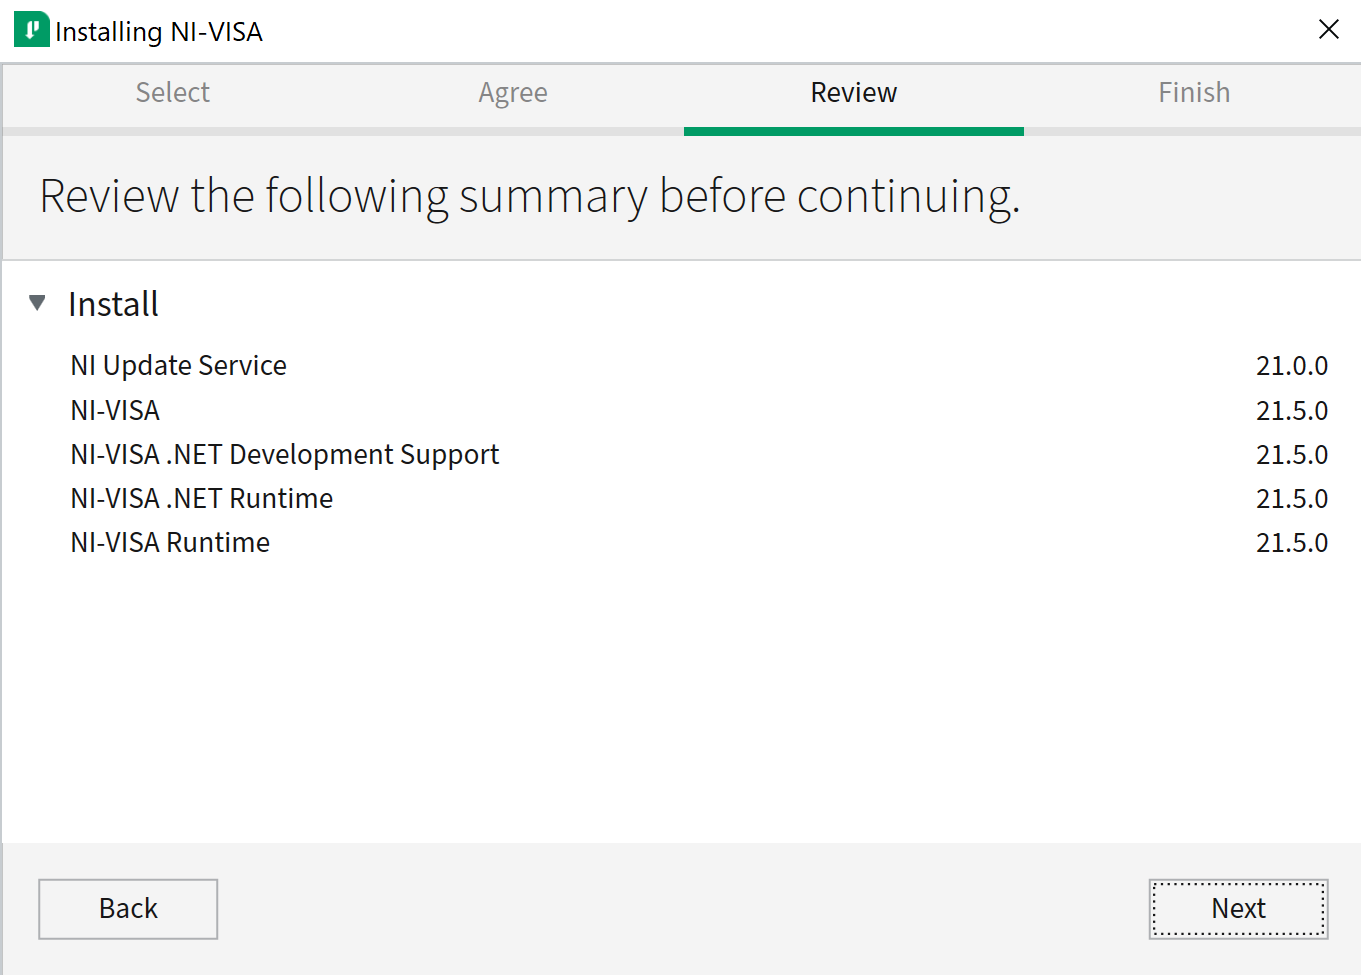 Installing NI-VISA
Select Agree Review Finish
Review the following summary before continuing.
Install
NI Update Service 21.0.0
NI-VISA 21.5.0
NI-VISA .NET Development Support 21.5.0
NI-VISA .NET Runtime 21.5.0
NI-VISA Runtime 21.5.0
Back Next